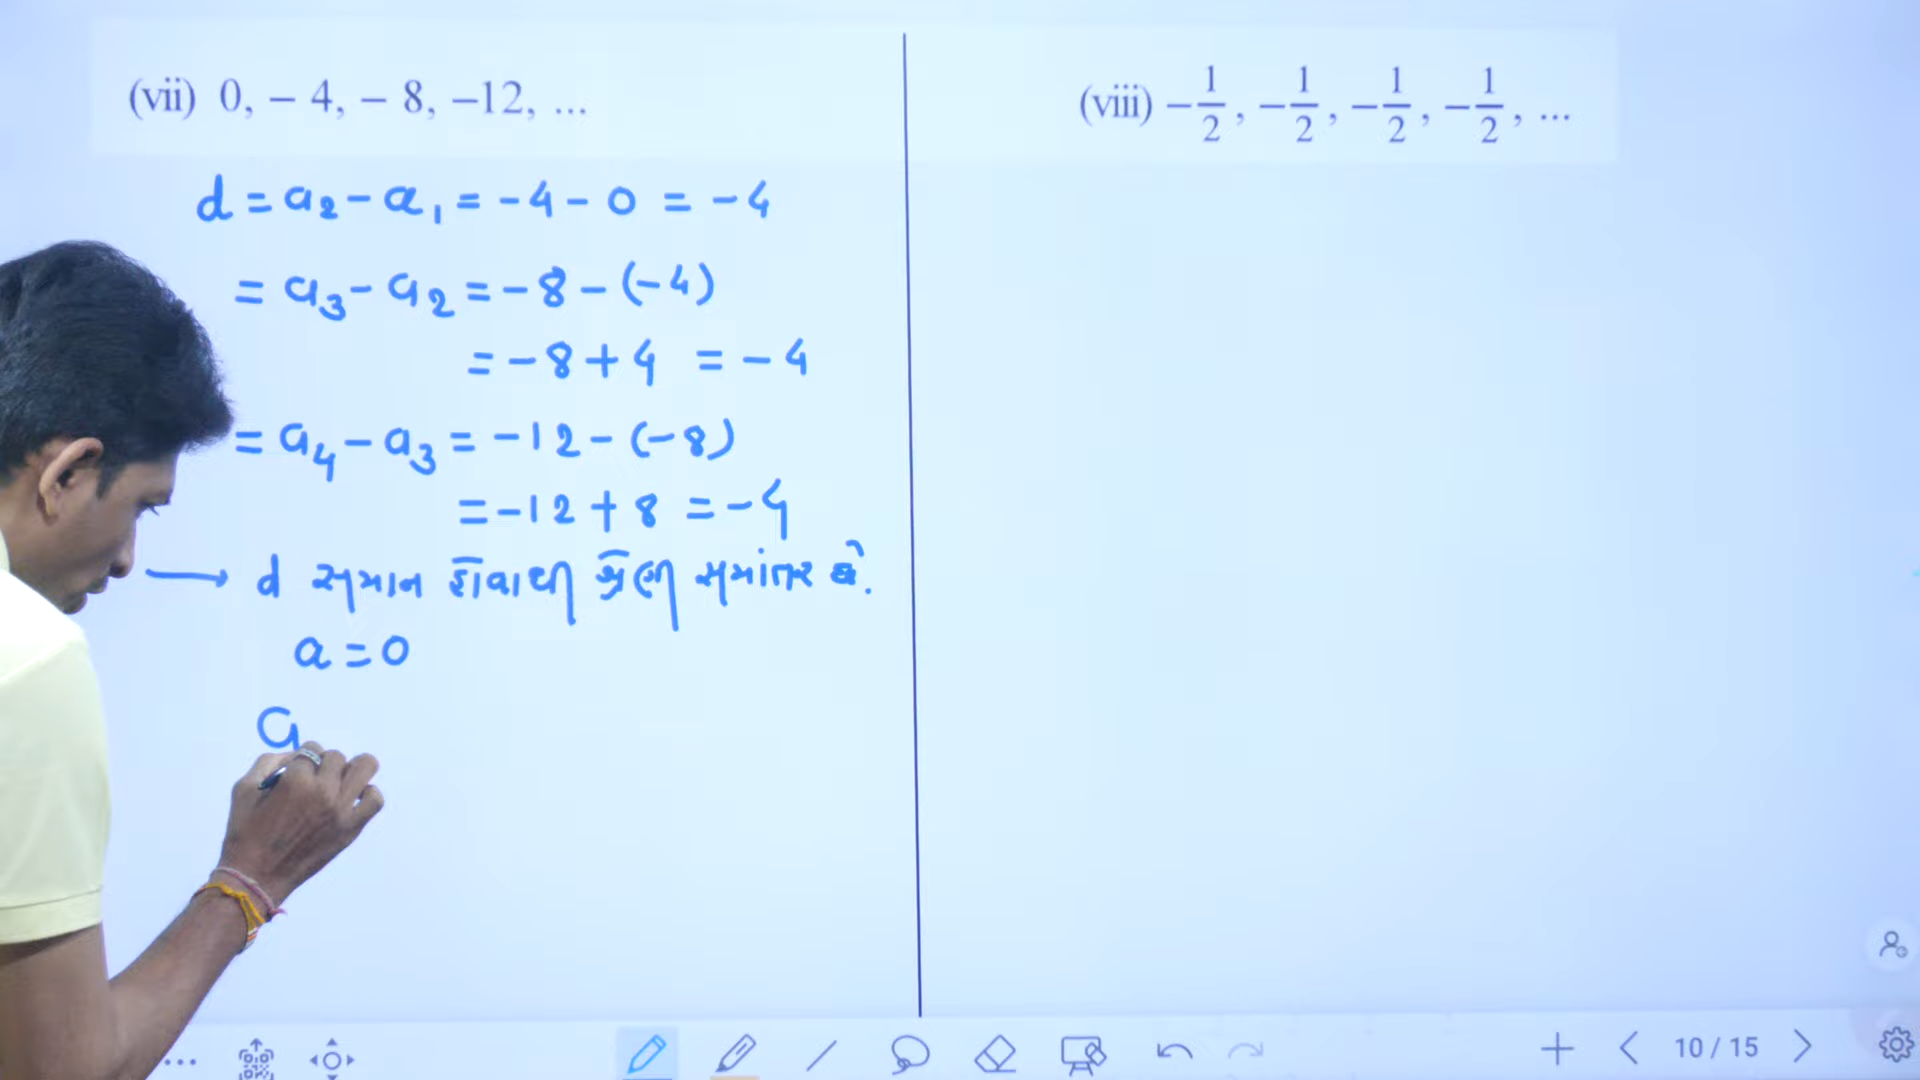 (vii) 0, – 4, – 8, –12, ...
d = a₂ – a₁ = – 4 – 0 = – 4
= a₃ – a₂ = – 8 – (– 4)
= – 8 + 4 = – 4
= a₄ – a₃ = – 12 – (– 8)
= – 12 + 8 = – 4
→ d સમાન હોવાથી શ્રેણી સમાંતર છે.
a = 0
a
(viii) –1/2, –1/2, –1/2, –1/2, ...
10 / 15